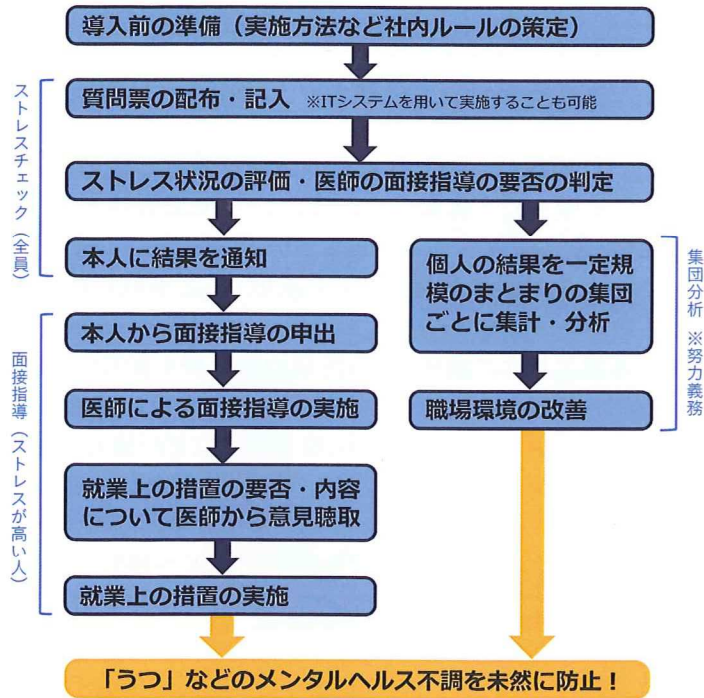 導入前の準備（実施方法など社内ルールの策定）
質問票の配布・記入 ※ITシステムを用いて実施することも可能
ストレス状況の評価・医師の面接指導の要否の判定
ストレスチェック（全員）
本人に結果を通知
個人の結果を一定規
模のまとまりの集団
ごとに集計・分析
集団分析 ※努力義務
本人から面接指導の申出
面接指導（ストレスが高い人）
医師による面接指導の実施
職場環境の改善
就業上の措置の要否・内容
について医師から意見聴取
就業上の措置の実施
「うつ」などのメンタルヘルス不調を未然に防止！